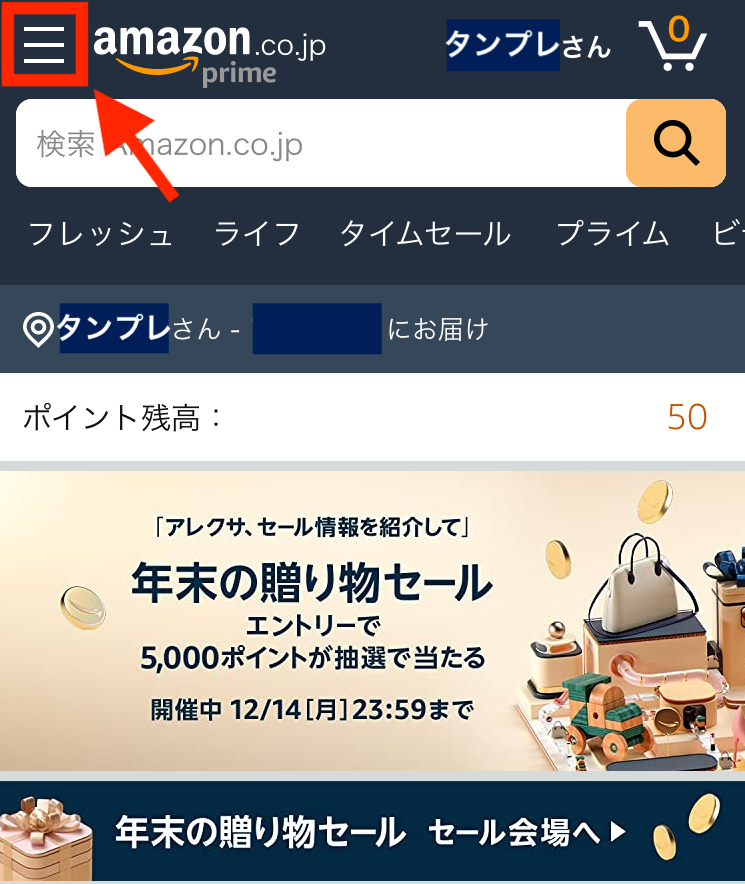 amazon.co.jp
prime
タンプレさん
0
検索 Amazon.co.jp
フレッシュ ライフ タイムセール プライム ビ
タンプレさん - にお届け
ポイント残高： 50
「アレクサ、セール情報を紹介して」
年末の贈り物セール
エントリーで
5,000ポイントが抽選で当たる
開催中 12/14[月]23:59まで
年末の贈り物セール セール会場へ▶